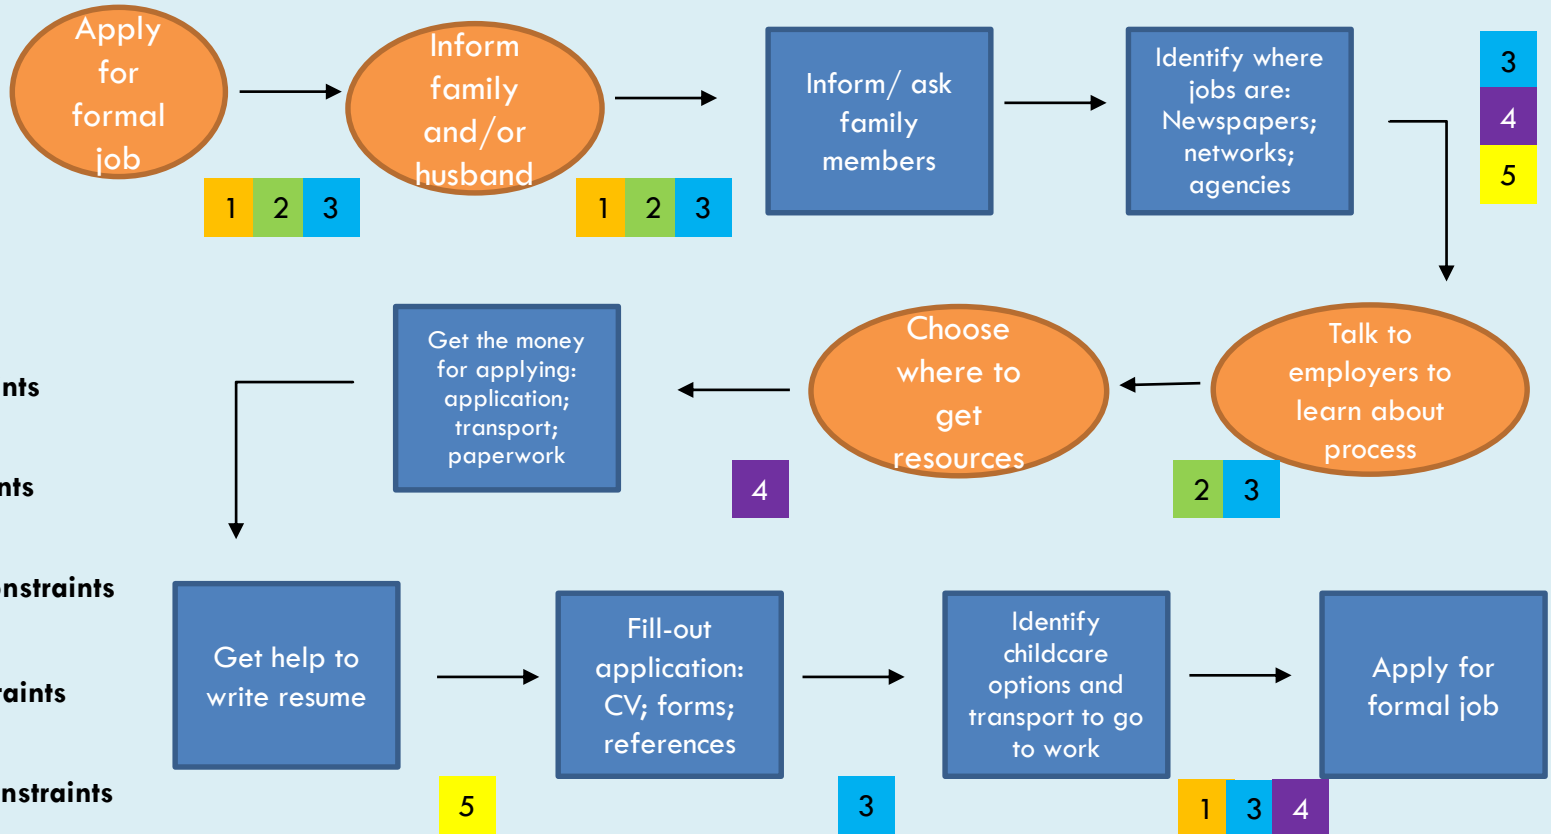 Apply
for
formal
job
Inform
family
and/or
husband
Inform/ ask
family
members
Identify where
jobs are:
Newspapers;
networks;
agencies
3
4
5
1 2 3
1 2 3
Talk to
employers to
learn about
process
2 3
Choose
where to
get
resources
4
Get the money
for applying:
application;
transport;
paperwork
nts
nts
onstraints
raints
nstraints
Get help to
write resume
5
Fill-out
application:
CV; forms;
references
3
Identify
childcare
options and
transport to go
to work
1 3 4
Apply for
formal job